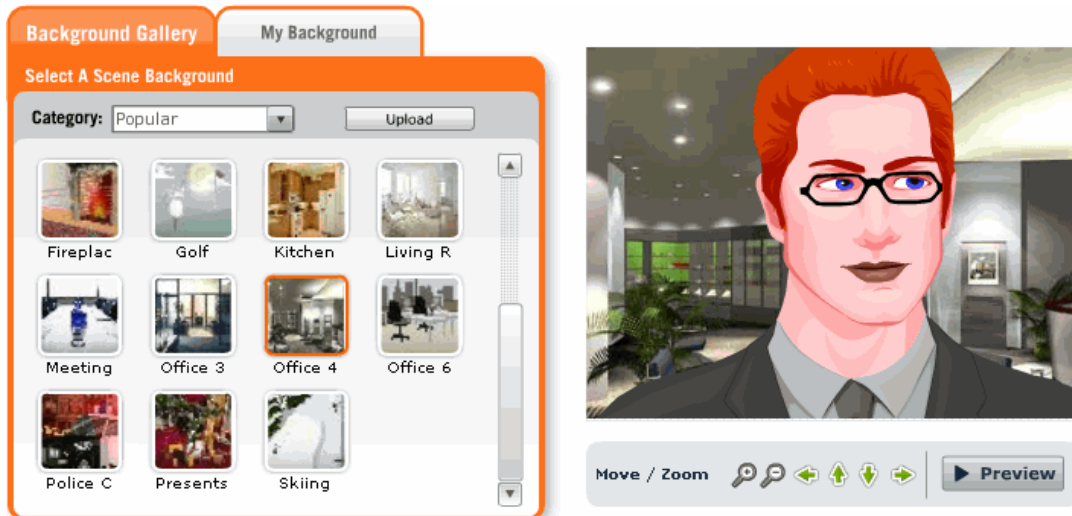 Background Gallery
My Background
Select A Scene Background
Category: Popular
Upload
Fireplac
Golf
Kitchen
Living R
Meeting
Office 3
Office 4
Office 6
Police C
Presents
Skiing
Move / Zoom
Preview